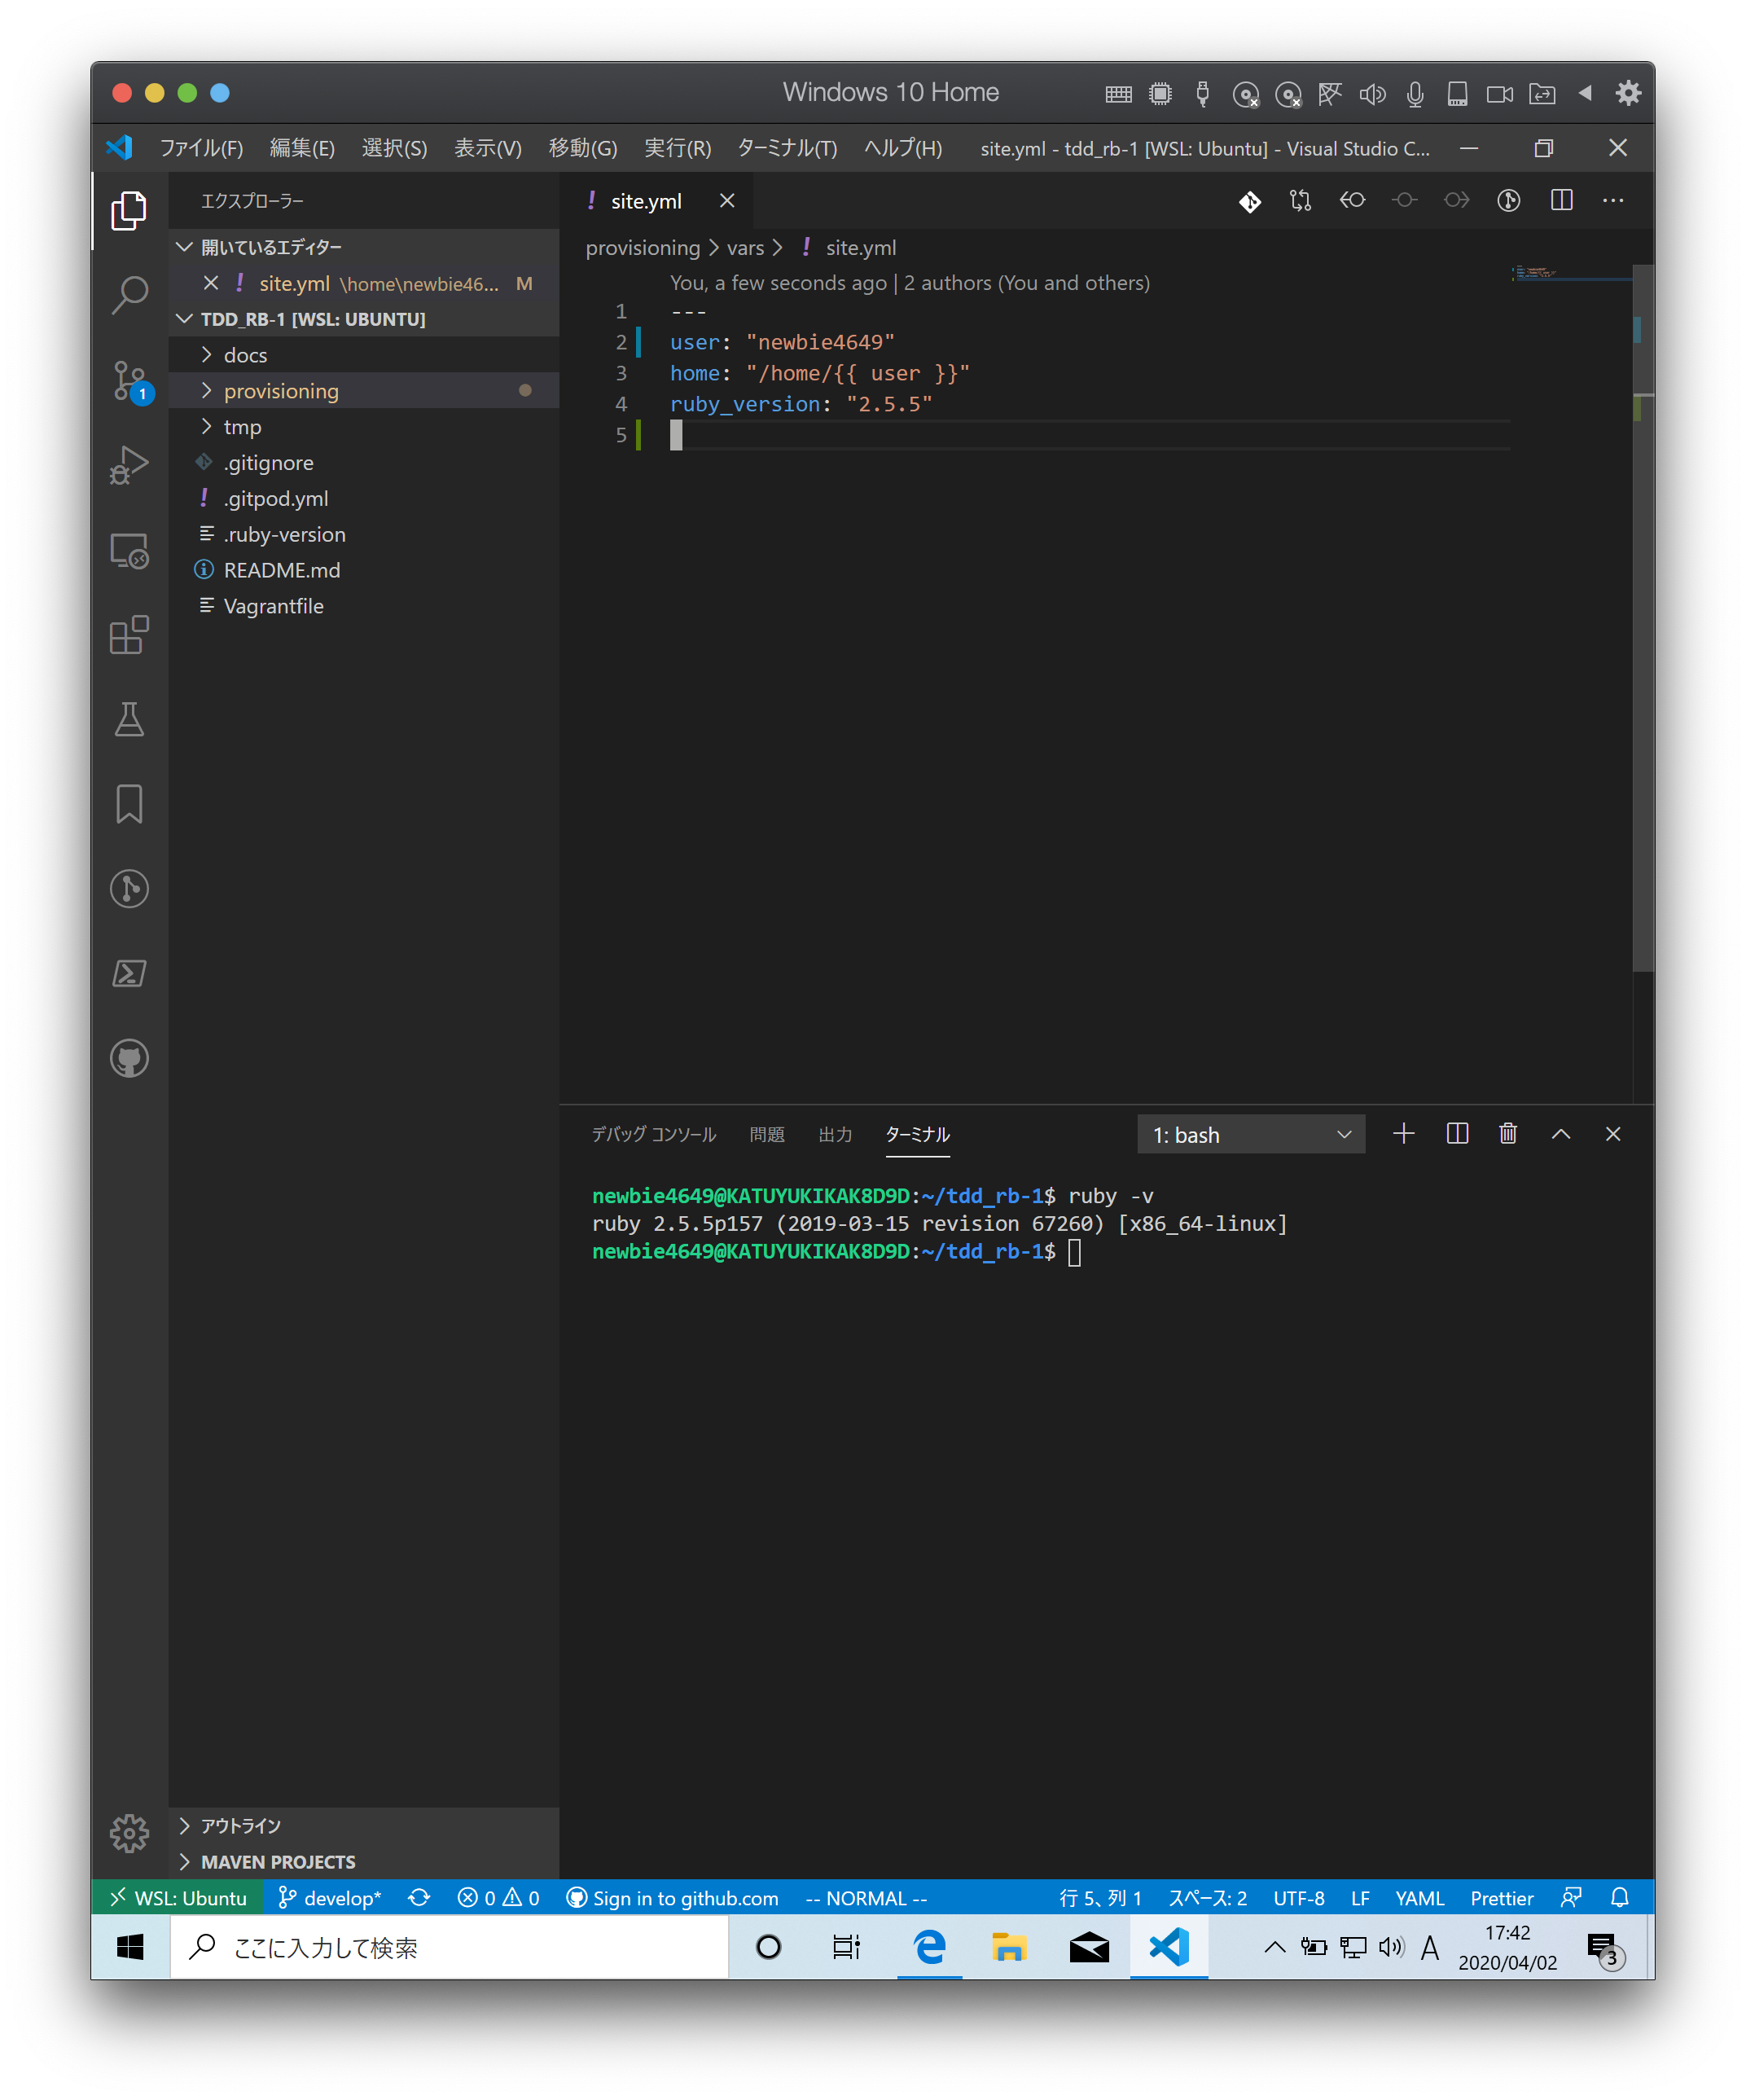 Windows 10 Home
ファイル(F) 編集(E) 選択(S) 表示(V) 移動(G) 実行(R) ターミナル(T) ヘルプ(H) site.yml - tdd_rb-1 [WSL: Ubuntu] - Visual Studio C...
エクスプローラー
開いているエディター
site.yml \home\newbie46... M
TDD_RB-1 [WSL: UBUNTU]
docs
provisioning
tmp
.gitignore
.gitpod.yml
.ruby-version
README.md
Vagrantfile
アウトライン
MAVEN PROJECTS
1
site.yml
provisioning > vars > ! site.yml
You, a few seconds ago | 2 authors (You and others)
1 ---
2 user: "newbie4649"
3 home: "/home/{{ user }}"
4 ruby_version: "2.5.5"
5
デバッグ コンソール 問題 出力 ターミナル 1: bash
newbie4649@KATUYUKIKAK8D9D:~/tdd_rb-1$ ruby -v
ruby 2.5.5p157 (2019-03-15 revision 67260) [x86_64-linux]
newbie4649@KATUYUKIKAK8D9D:~/tdd_rb-1$
WSL: Ubuntu develop* 0 0 Sign in to github.com -- NORMAL -- 行 5、列 1 スペース: 2 UTF-8 LF YAML Prettier
ここに入力して検索
A
17:42
2020/04/02
3